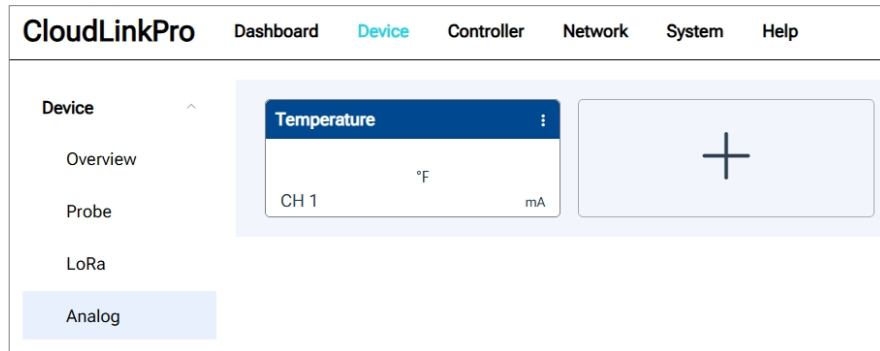 CloudLinkPro Dashboard Device Controller Network System Help
Device
Overview
Probe
LoRa
Analog
Temperature
°F
CH 1 mA